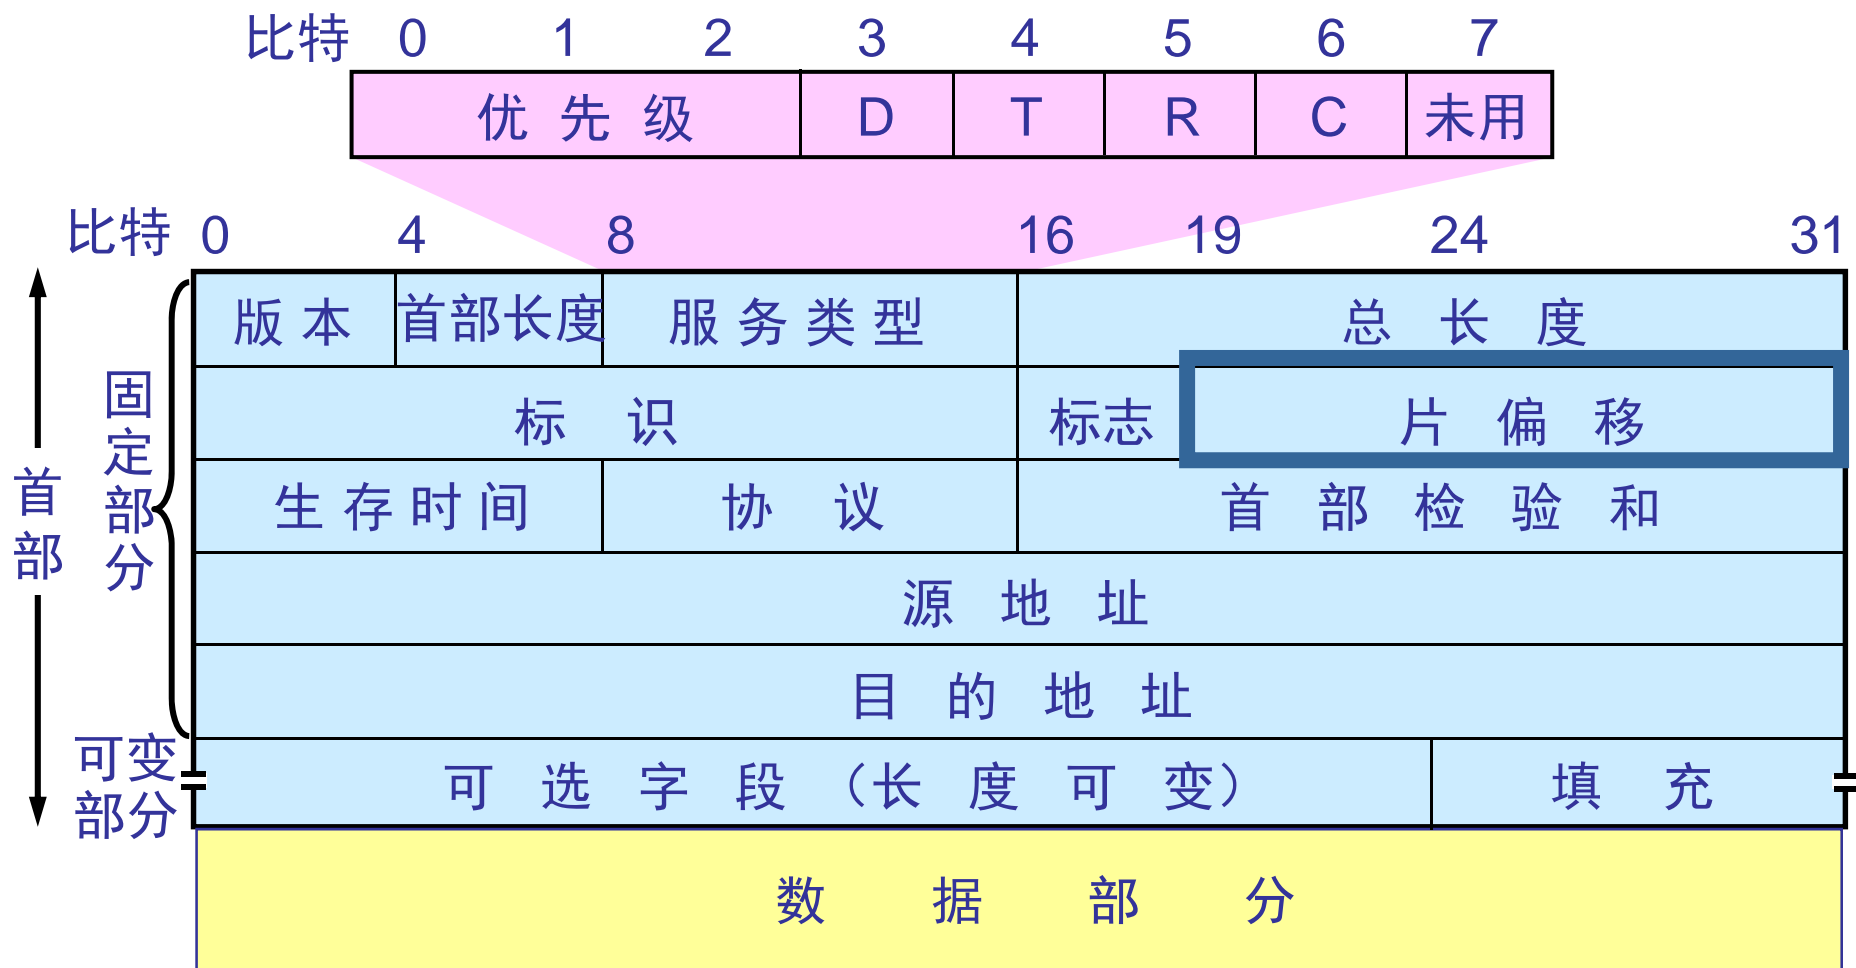 比特 0 1 2 3 4 5 6 7
优先级 D T R C 未用
比特 0 4 8 16 19 24 31
版本 首部长度 服务类型 总长度
标识 标志 片偏移
生存时间 协议 首部检验和
源地址
目的地址
可选字段（长度可变） 填充
数据部分
首部
固定部分
可变
部分